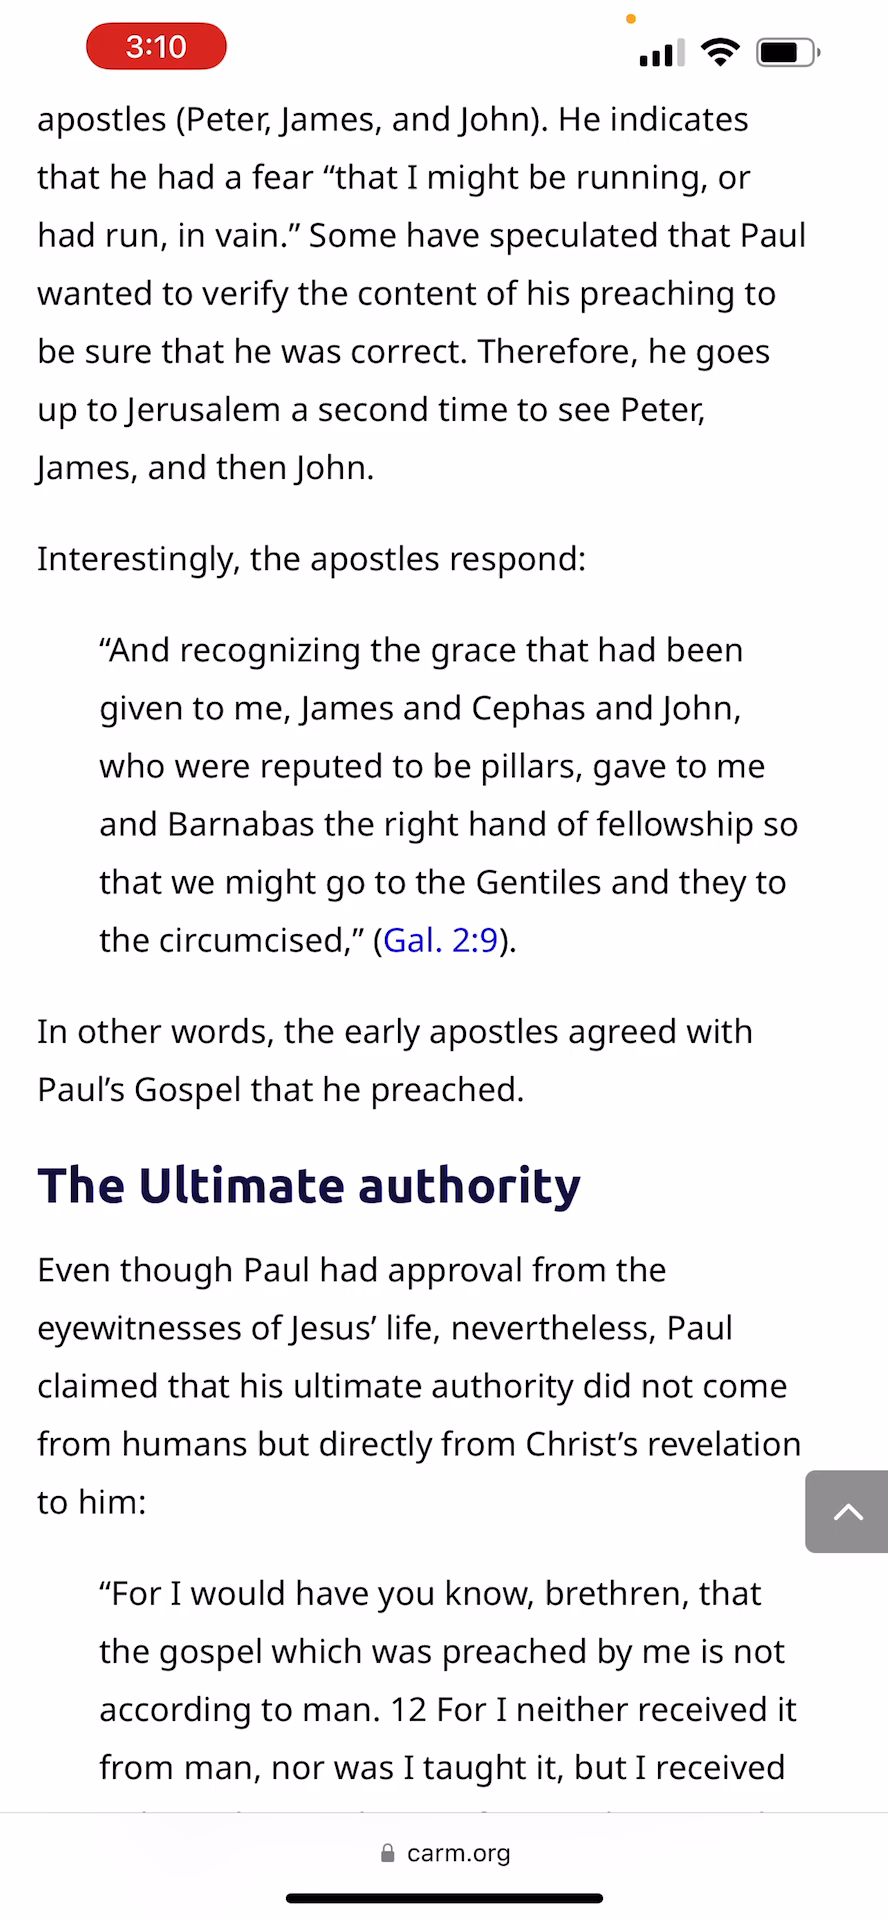 3:10
apostles (Peter, James, and John). He indicates
that he had a fear “that I might be running, or
had run, in vain.” Some have speculated that Paul
wanted to verify the content of his preaching to
be sure that he was correct. Therefore, he goes
up to Jerusalem a second time to see Peter,
James, and then John.
Interestingly, the apostles respond:
“And recognizing the grace that had been
given to me, James and Cephas and John,
who were reputed to be pillars, gave to me
and Barnabas the right hand of fellowship so
that we might go to the Gentiles and they to
the circumcised,” (Gal. 2:9).
In other words, the early apostles agreed with
Paul’s Gospel that he preached.
The Ultimate authority
Even though Paul had approval from the
eyewitnesses of Jesus’ life, nevertheless, Paul
claimed that his ultimate authority did not come
from humans but directly from Christ’s revelation
to him:
“For I would have you know, brethren, that
the gospel which was preached by me is not
according to man. 12 For I neither received it
from man, nor was I taught it, but I received
carm.org